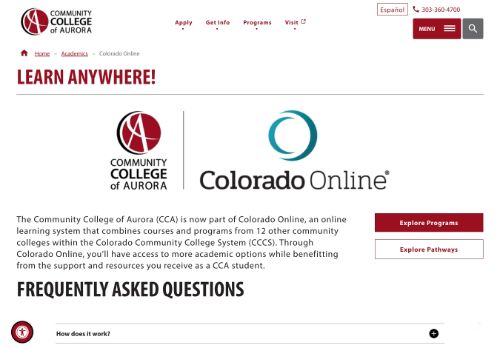 COMMUNITY
COLLEGE
of AURORA
Español
303-360-4700
Apply
Get Info
Programs
Visit
MENU
Home
Academics
Colorado Online
LEARN ANYWHERE!
COMMUNITY
COLLEGE
of AURORA
Colorado Online®
The Community College of Aurora (CCA) is now part of Colorado Online, an online
learning system that combines courses and programs from 12 other community
colleges within the Colorado Community College System (CCCS). Through
Colorado Online, you'll have access to more academic options while benefitting
from the support and resources you receive as a CCA student.
Explore Programs
Explore Pathways
FREQUENTLY ASKED QUESTIONS
How does it work?